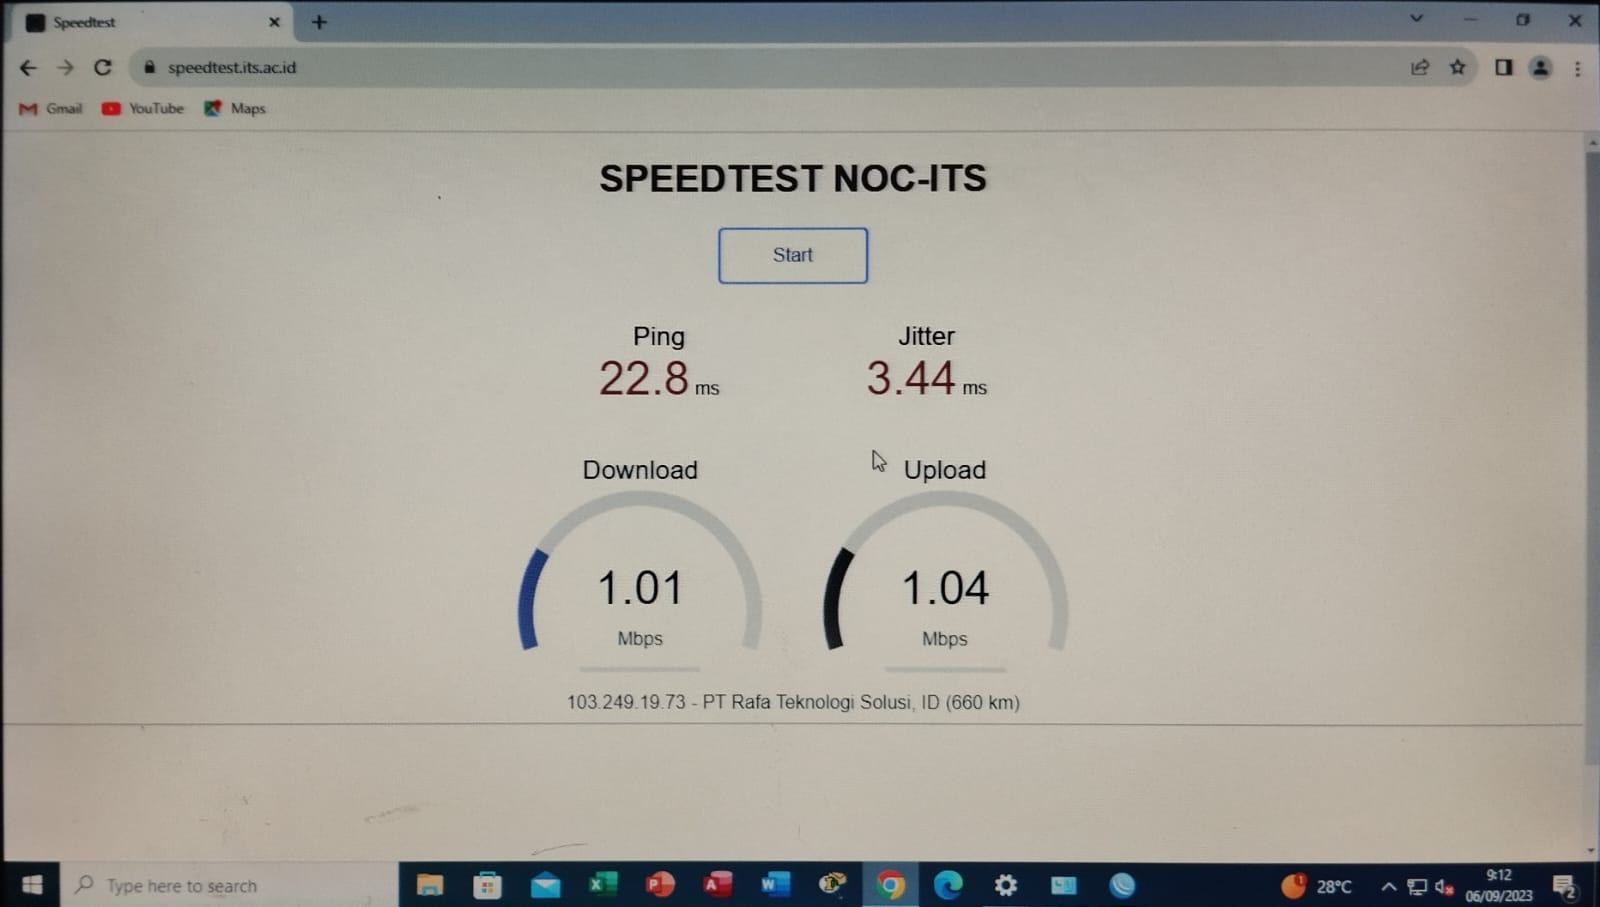 Speedtest
speedtest.its.ac.id
Gmail YouTube Maps
SPEEDTEST NOC-ITS
Start
Ping Jitter
22.8 ms 3.44 ms
Download Upload
1.01 1.04
Mbps Mbps
103.249.19.73 - PT Rafa Teknologi Solusi, ID (660 km)
Type here to search
28°C
9:12
06/09/2023
2